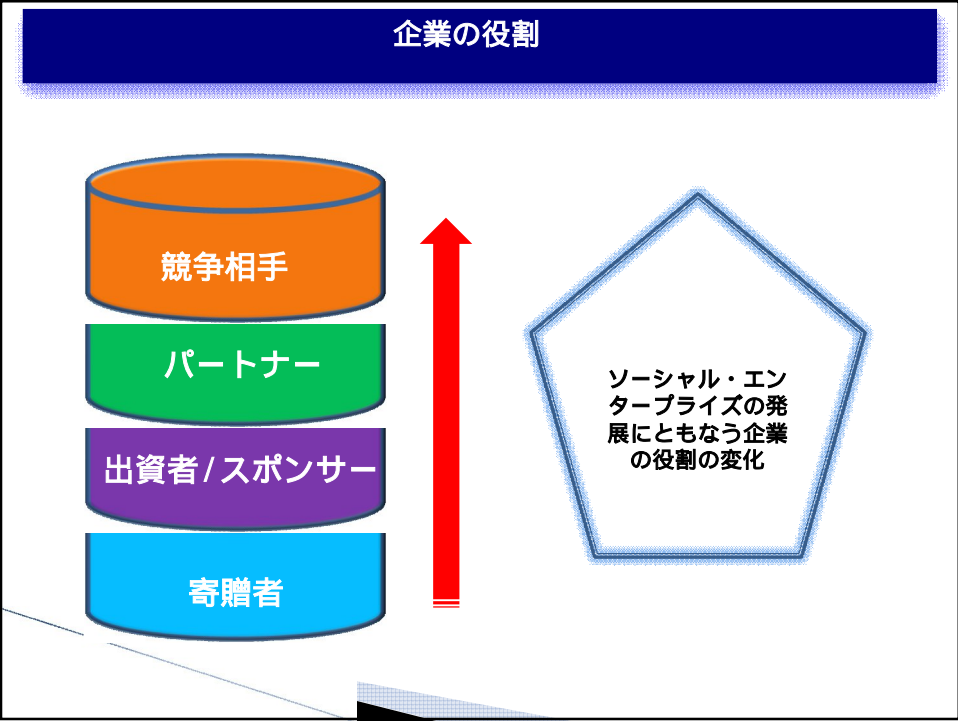 企業の役割
競争相手
パートナー
出資者/スポンサー
寄贈者
ソーシャル・エン
タープライズの発
展にともなう企業
の役割の変化